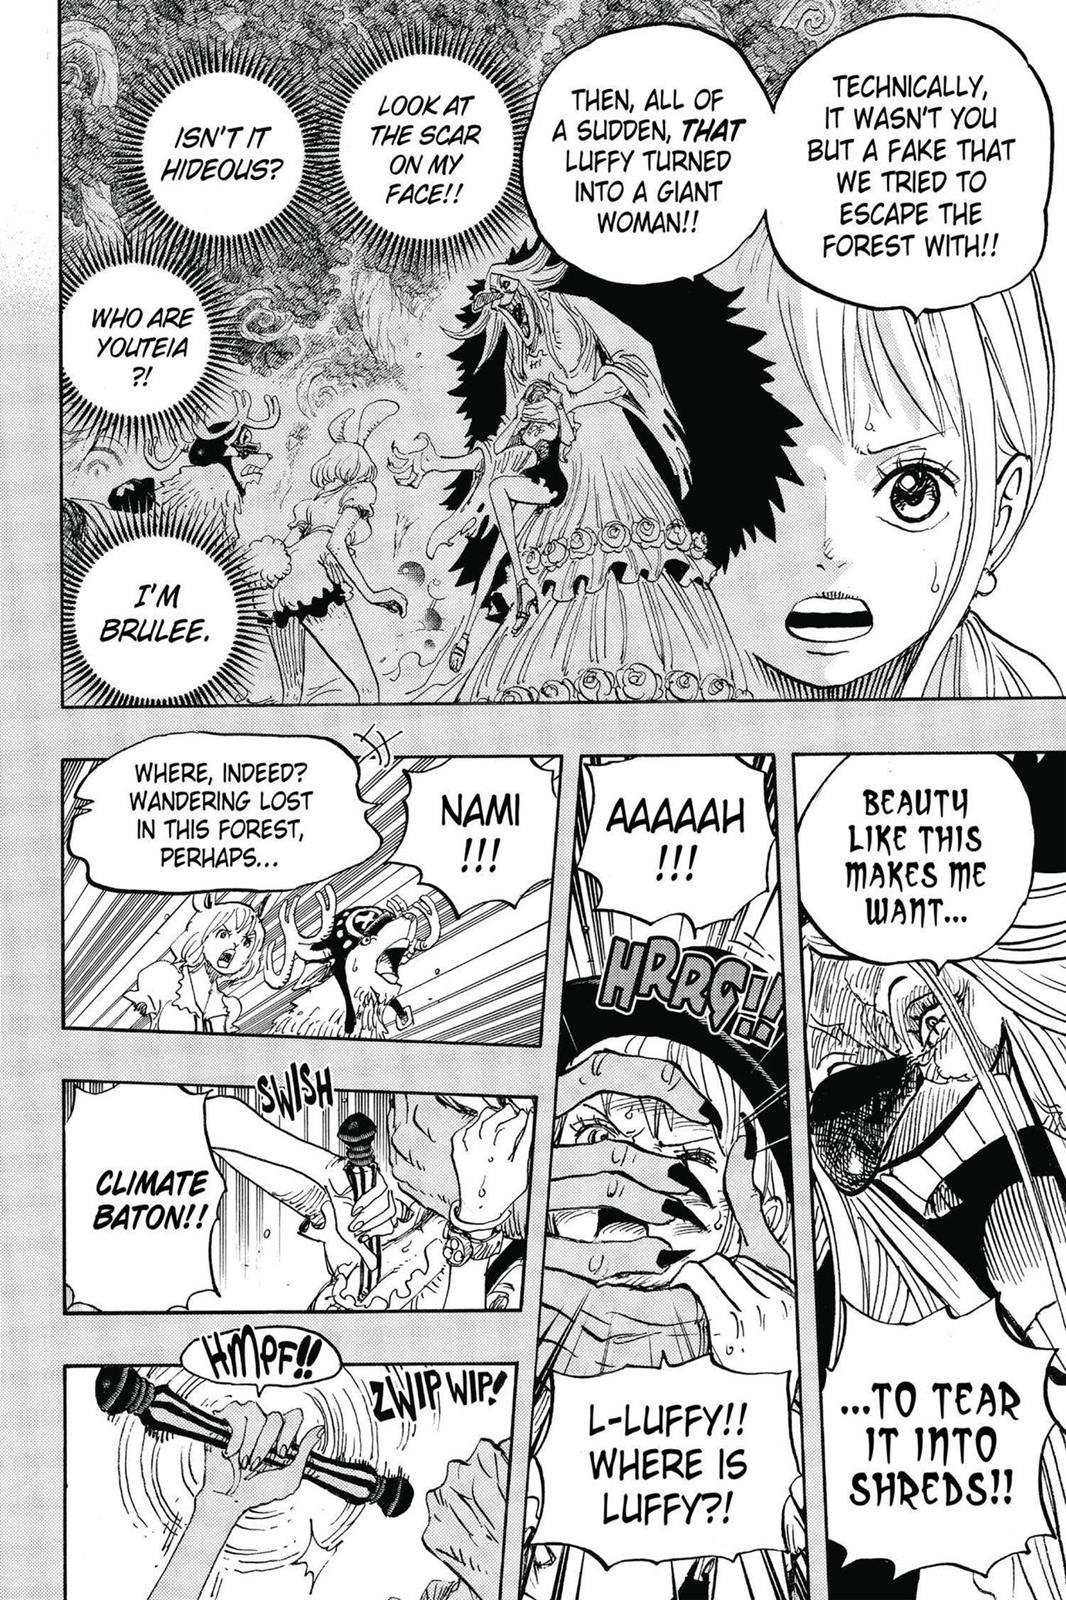 TECHNICALLY,
IT WASN'T YOU
BUT A FAKE THAT
WE TRIED TO
ESCAPE THE
FOREST WITH!!
THEN, ALL OF
A SUDDEN, THAT
LUFFY TURNED
INTO A GIANT
WOMAN!!
LOOK AT
THE SCAR
ON MY
FACE!!
ISN'T IT
HIDEOUS?
WHO ARE
YOUTEIA
?!
I'M
BRULEE.
BEAUTY
LIKE THIS
MAKES ME
WANT...
...TO TEAR
IT INTO
SHREDS!!
AAAAAH
!!!
HRRG!!
L-LUFFY!!
WHERE IS
LUFFY?!
NAMI
!!!
WHERE, INDEED?
WANDERING LOST
IN THIS FOREST,
PERHAPS...
SWISH
CLIMATE
BATON!!
HMPF!!
ZWIP WIP!